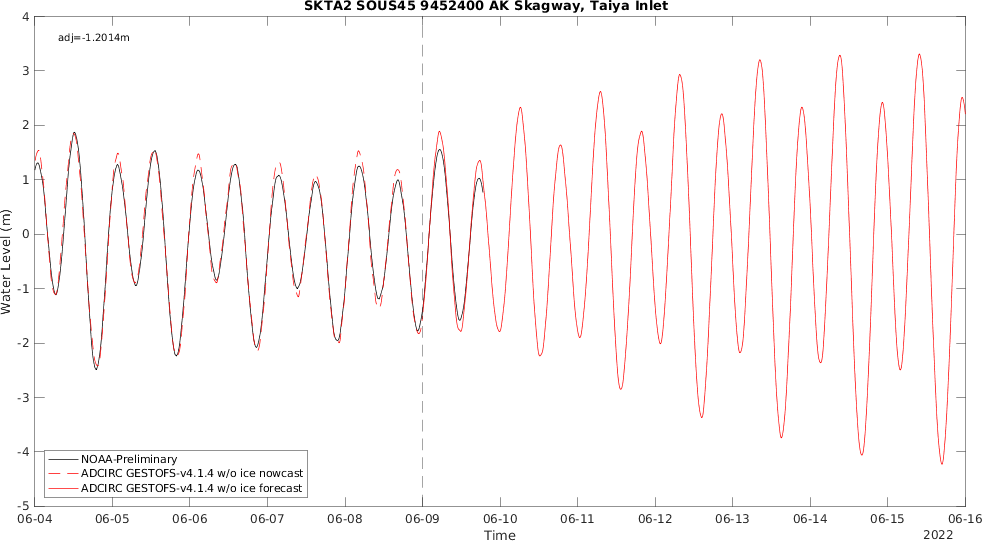 SKTA2 SOUS45 9452400 AK Skagway, Taiya Inlet
adj=-1.2014m
4
3
2
1
0
-1
-2
-3
-4
-5
Water Level (m)
NOAA-Preliminary
ADCIRC GESTOFS-v4.1.4 w/o ice nowcast
ADCIRC GESTOFS-v4.1.4 w/o ice forecast
06-04 06-05 06-06 06-07 06-08 06-09 06-10 06-11 06-12 06-13 06-14 06-15 06-16
Time
2022